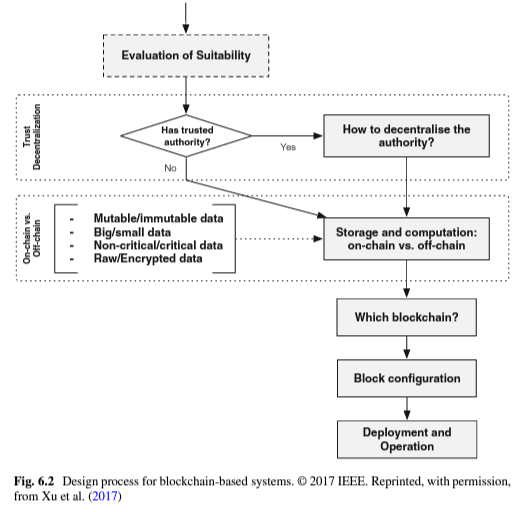 Evaluation of Suitability
Trust
Decentralization
Has trusted
authority?
Yes
How to decentralise the
authority?
No
On-chain vs.
Off-chain
- Mutable/immutable data
- Big/small data
- Non-critical/critical data
- Raw/Encrypted data
Storage and computation:
on-chain vs. off-chain
Which blockchain?
Block configuration
Deployment and
Operation
Fig. 6.2 Design process for blockchain-based systems. © 2017 IEEE. Reprinted, with permission,
from Xu et al. (2017)